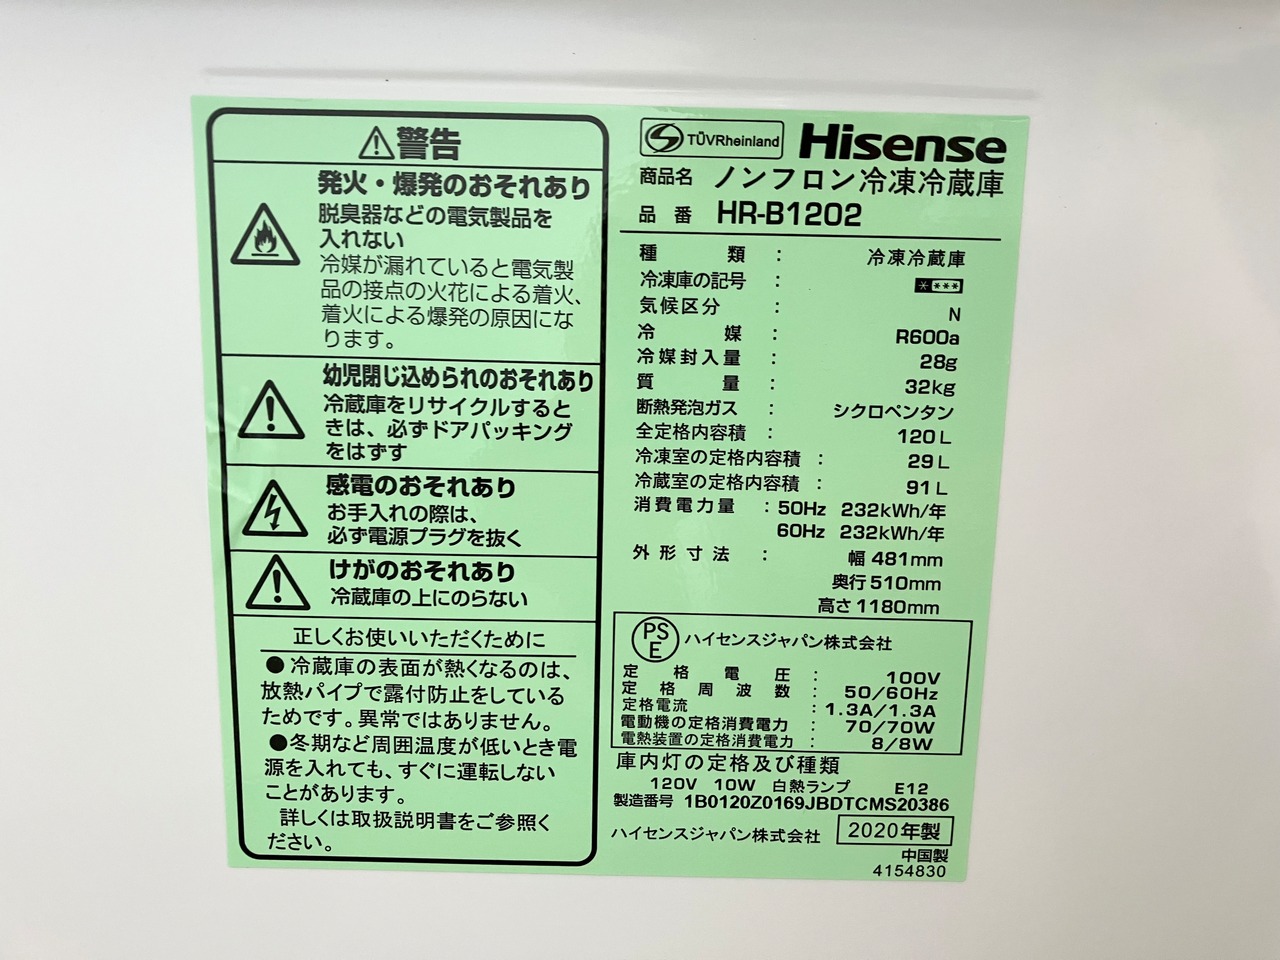 警告
発火・爆発のおそれあり
脱臭器などの電気製品を
入れない
冷媒が漏れていると電気製
品の接点の火花による着火、
着火による爆発の原因にな
ります。
幼児閉じ込められのおそれあり
冷蔵庫をリサイクルすると
きは、必ずドアパッキング
をはずす
感電のおそれあり
お手入れの際は、
必ず電源プラグを抜く
けがのおそれあり
冷蔵庫の上にのらない
正しくお使いいただくために
●冷蔵庫の表面が熱くなるのは、
放熱パイプで露付防止をしている
ためです。異常ではありません。
●冬期など周囲温度が低いとき電
源を入れても、すぐに運転しない
ことがあります。
詳しくは取扱説明書をご参照く
ださい。
TÜVRheinland Hisense
商品名 ノンフロン冷凍冷蔵庫
品番 HR-B1202
種類 : 冷凍冷蔵庫
冷凍庫の記号 : ****
気候区分 : N
冷媒 : R600a
冷媒封入量 : 28g
質量 : 32kg
断熱発泡ガス : シクロペンタン
全定格内容積 : 120L
冷凍室の定格内容積 : 29L
冷蔵室の定格内容積 : 91L
消費電力量 : 50Hz 232kWh/年
60Hz 232kWh/年
外形寸法 : 幅 481mm
奥行 510mm
高さ 1180mm
PSE ハイセンスジャパン株式会社
定格電圧 : 100V
定格周波数 : 50/60Hz
定格電流 : 1.3A/1.3A
電動機の定格消費電力 : 70/70W
電熱装置の定格消費電力 : 8/8W
庫内灯の定格及び種類
120V 10W 白熱ランプ E12
製造番号 1B0120Z0169JBDTCMS20386
ハイセンスジャパン株式会社 2020年製
中国製
4154830